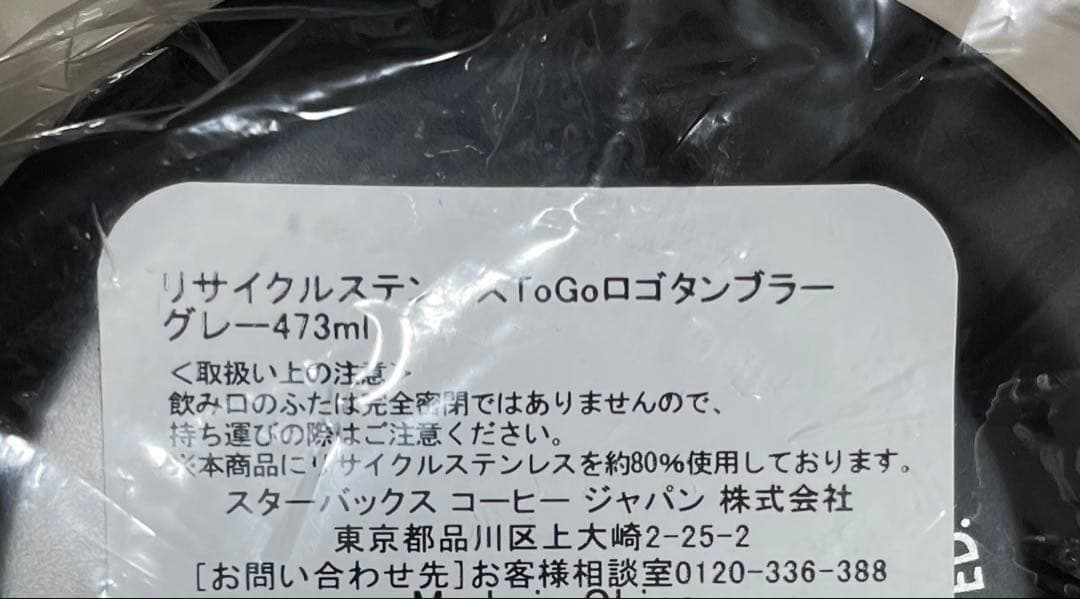 リサイクルステンレスToGoロゴタンブラー
グレー473ml
<取扱い上の注意>
飲み口のふたは完全密閉ではありませんので、
持ち運びの際はご注意ください。
※本商品にリサイクルステンレスを約80%使用しております。
スターバックス コーヒー ジャパン 株式会社
東京都品川区上大崎2-25-2
[お問い合わせ先]お客様相談室0120-336-388
ED.